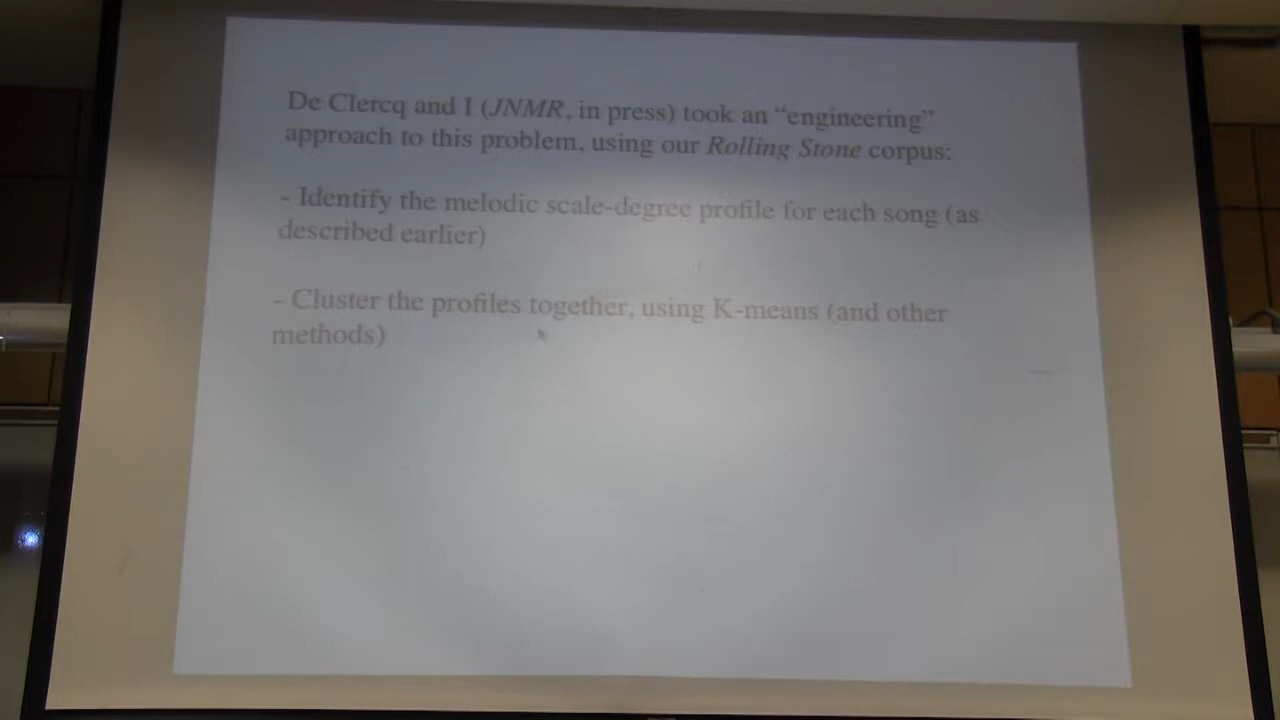 De Clercq and I (JNMR, in press) took an “engineering”
approach to this problem, using our Rolling Stone corpus:
- Identify the melodic scale-degree profile for each song (as
described earlier)
- Cluster the profiles together, using K-means (and other
methods)